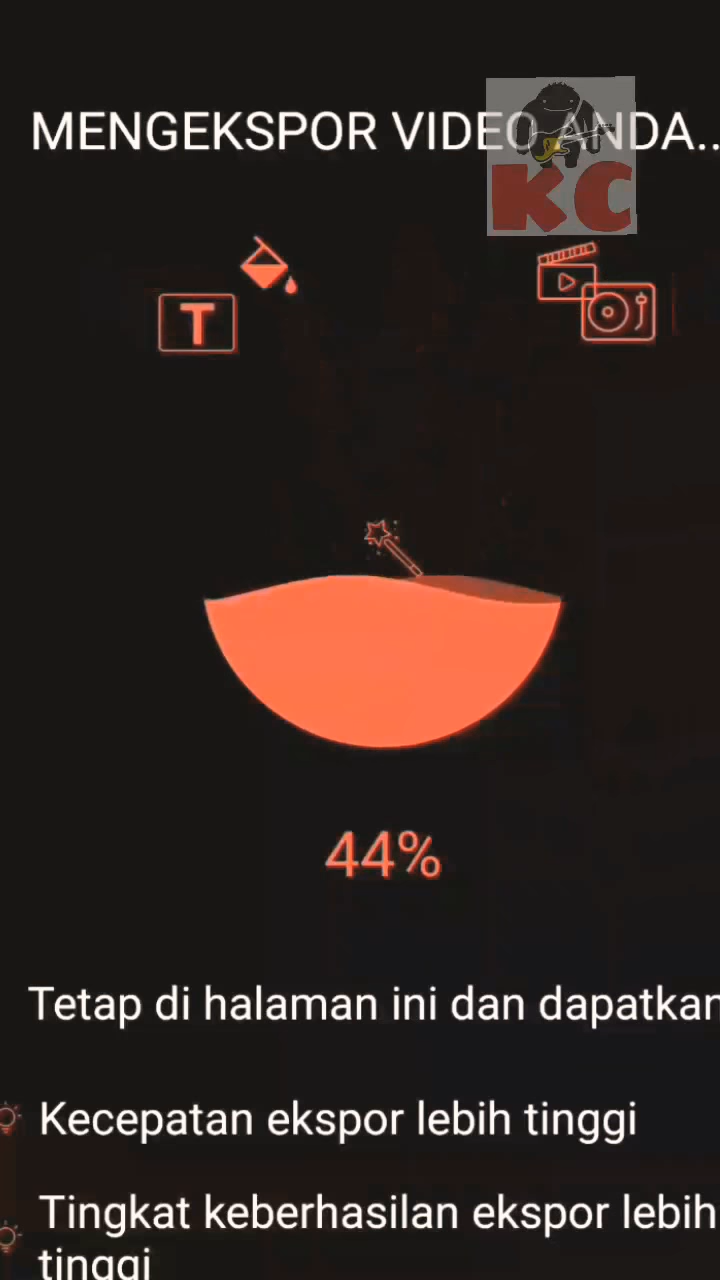 MENGEKSPOR VIDEO ANDA..
KC
T
44%
Tetap di halaman ini dan dapatkan
Kecepatan ekspor lebih tinggi
Tingkat keberhasilan ekspor lebih
tinggi